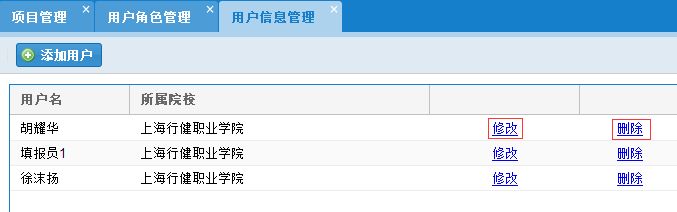 项目管理 用户角色管理 用户信息管理
添加用户
用户名 所属院校
胡耀华 上海行健职业学院 修改 删除
填报员1 上海行健职业学院 修改 删除
徐沫扬 上海行健职业学院 修改 删除